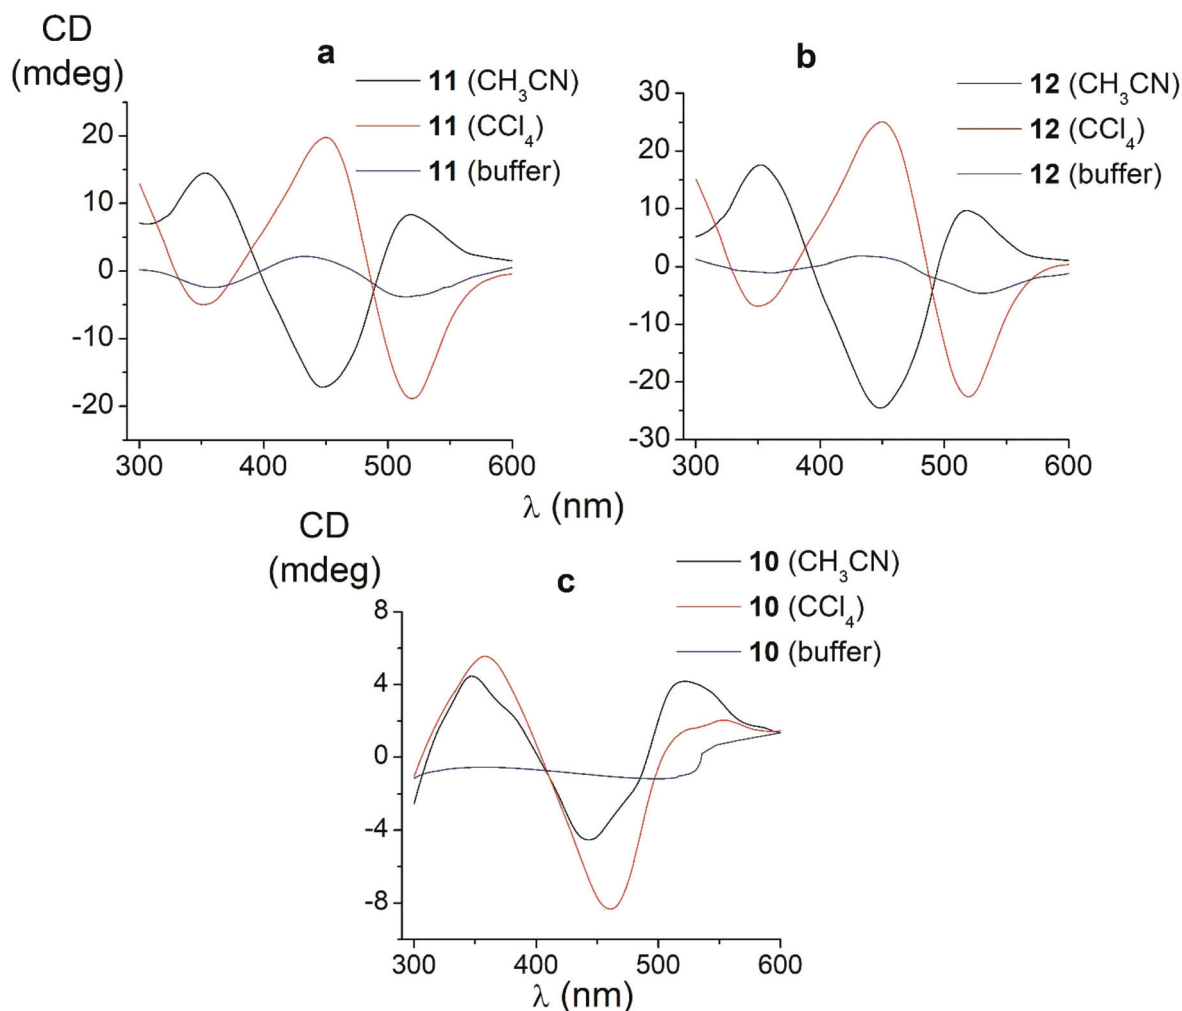 CD
(mdeg)
a
11 (CH₃CN)
11 (CCl₄)
11 (buffer)
20
10
0
-10
-20
300
400
500
600
b
12 (CH₃CN)
12 (CCl₄)
12 (buffer)
30
20
10
0
-10
-20
-30
300
400
500
600
λ (nm)
CD
(mdeg)
c
10 (CH₃CN)
10 (CCl₄)
10 (buffer)
8
4
0
-4
-8
300
400
500
600
λ (nm)